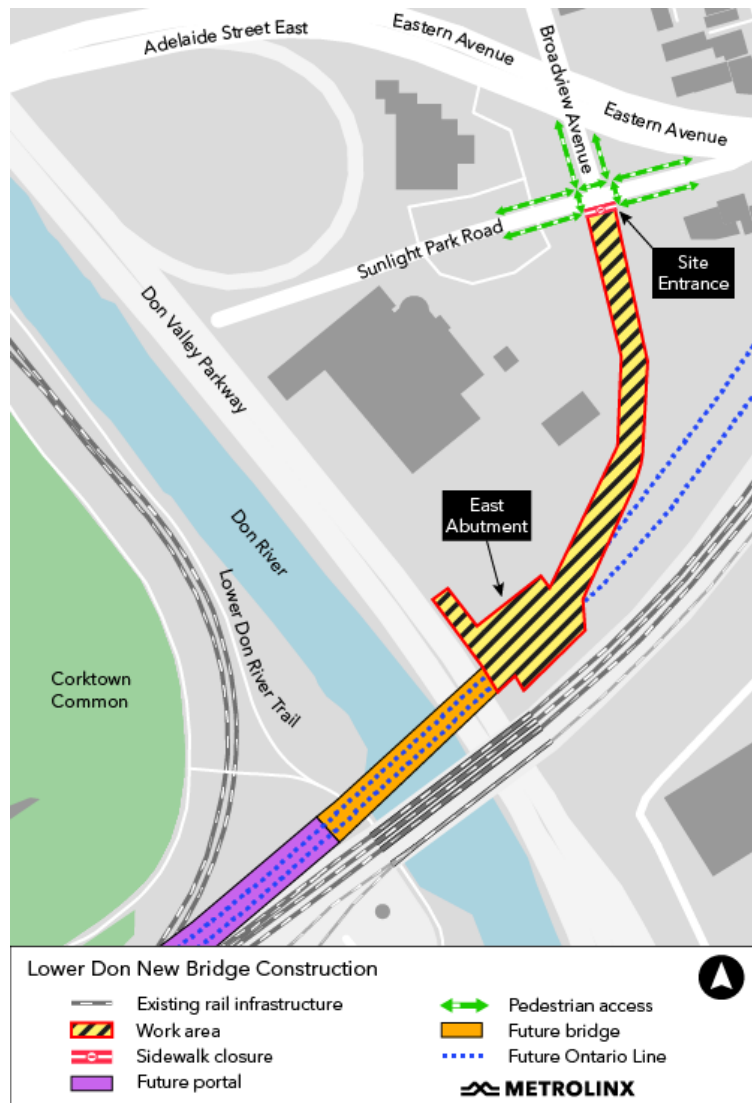 Adelaide Street East
Eastern Avenue
Broadview
Avenue
Eastern Avenue
Sunlight Park Road
Site
Entrance
Don Valley Parkway
East
Abutment
Don River
Lower Don River Trail
Corktown
Common
Lower Don New Bridge Construction
Existing rail infrastructure
Pedestrian access
Work area
Future bridge
Sidewalk closure
Future Ontario Line
Future portal
METROLINX